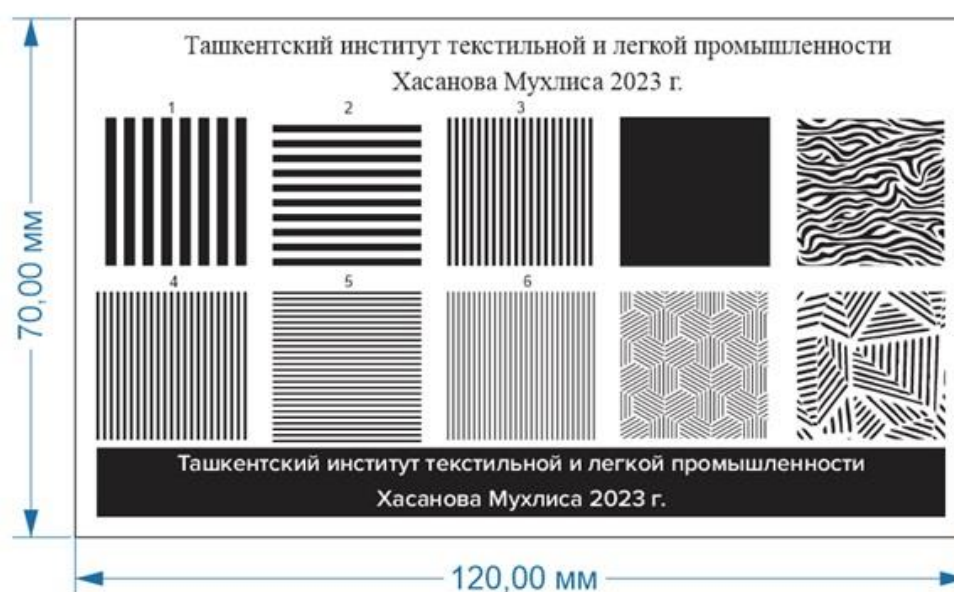 Ташкентский институт текстильной и легкой промышленности
Хасанова Мухлиса 2023 г.
1 2 3
4 5 6
Ташкентский институт текстильной и легкой промышленности
Хасанова Мухлиса 2023 г.
70,00 мм
120,00 мм